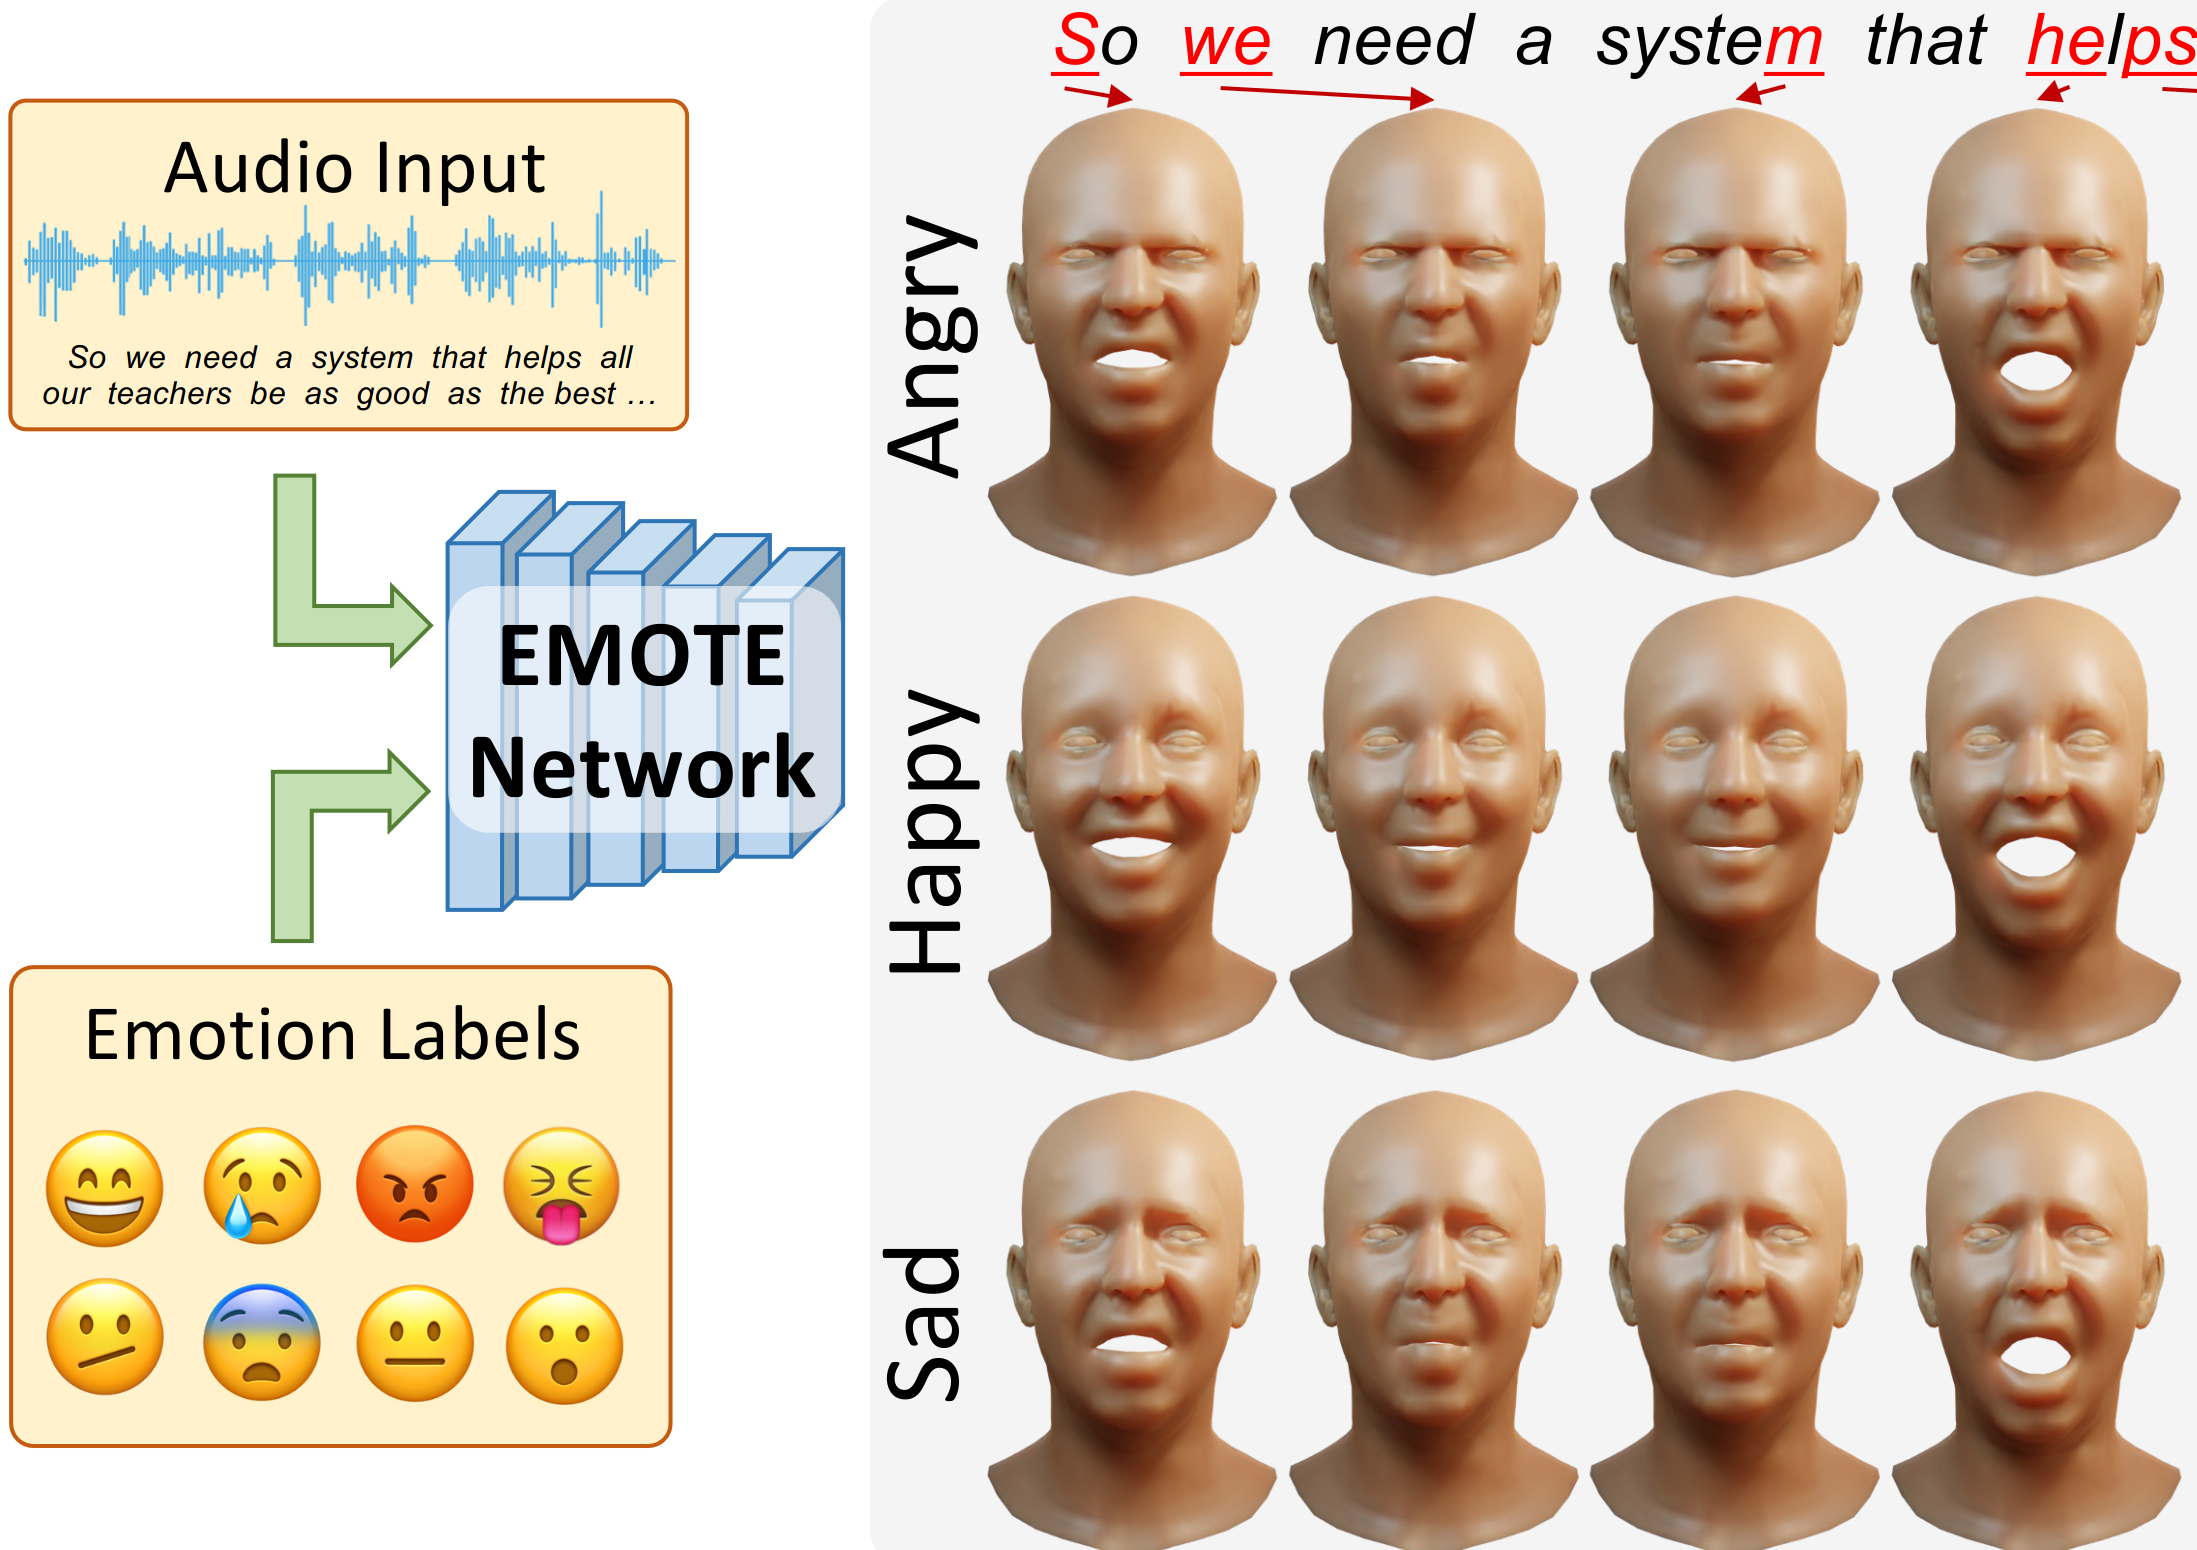 Audio Input
So we need a system that helps all
our teachers be as good as the best ...
EMOTE
Network
Emotion Labels
So we need a system that helps
Angry
Happy
Sad